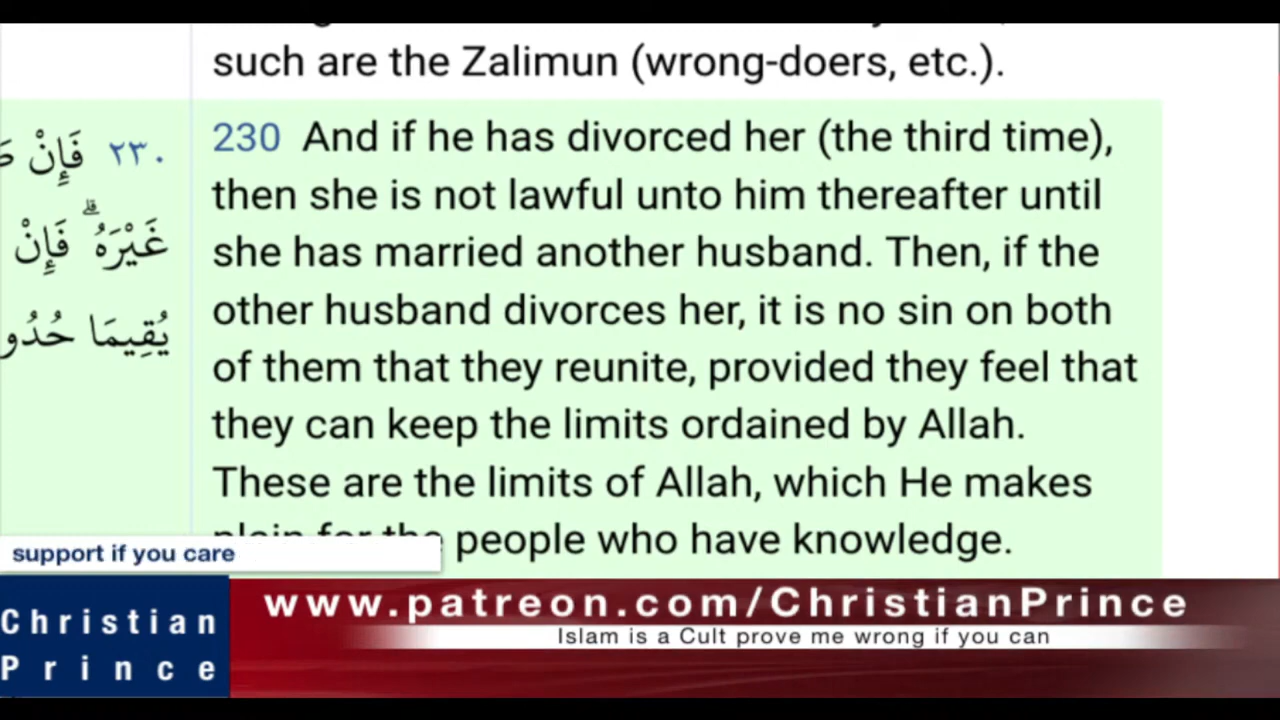 such are the Zalimun (wrong-doers, etc.).
٢٣٠ فَإِنْ
230 And if he has divorced her (the third time),
then she is not lawful unto him thereafter until
غَيْرَهُ ۗ فَإِنْ
she has married another husband. Then, if the
other husband divorces her, it is no sin on both
يُقِيمَا
of them that they reunite, provided they feel that
they can keep the limits ordained by Allah.
These are the limits of Allah, which He makes
plain for the people who have knowledge.
support if you care
Christian
Prince
www.patreon.com/ChristianPrince
Islam is a Cult prove me wrong if you can